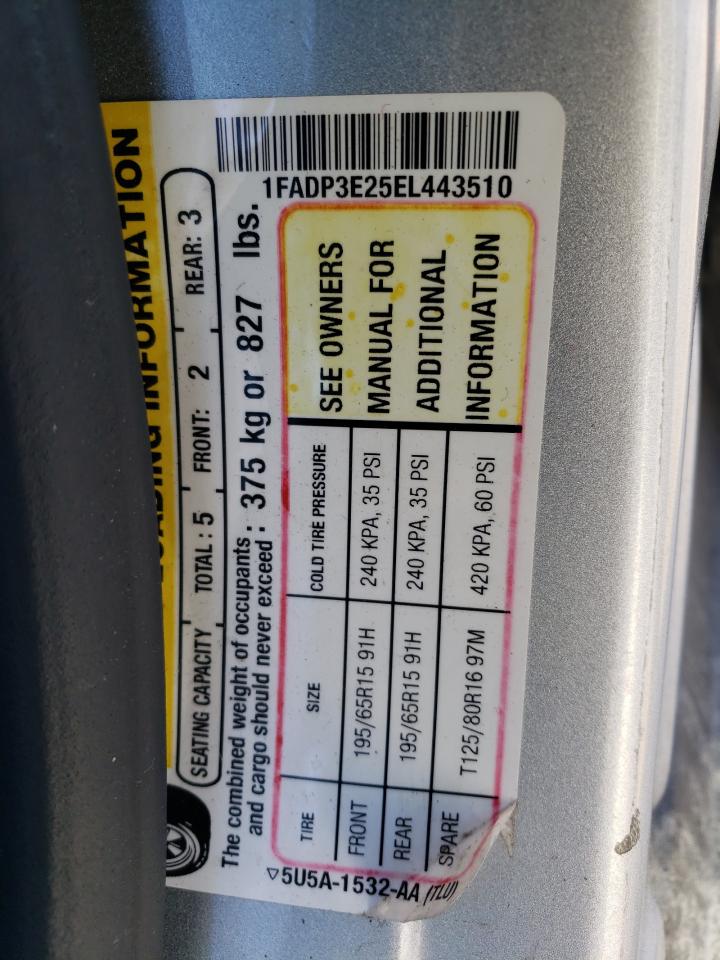 LOADING INFORMATION
SEATING CAPACITY TOTAL : 5 FRONT: 2 REAR: 3
The combined weight of occupants
and cargo should never exceed : 375 kg or 827 lbs.
TIRE SIZE COLD TIRE PRESSURE
FRONT 195/65R15 91H 240 KPA, 35 PSI
REAR 195/65R15 91H 240 KPA, 35 PSI
SPARE T125/80R16 97M 420 KPA, 60 PSI
SEE OWNERS
MANUAL FOR
ADDITIONAL
INFORMATION
▽5U5A-1532-AA (TLU)
1FADP3E25EL443510